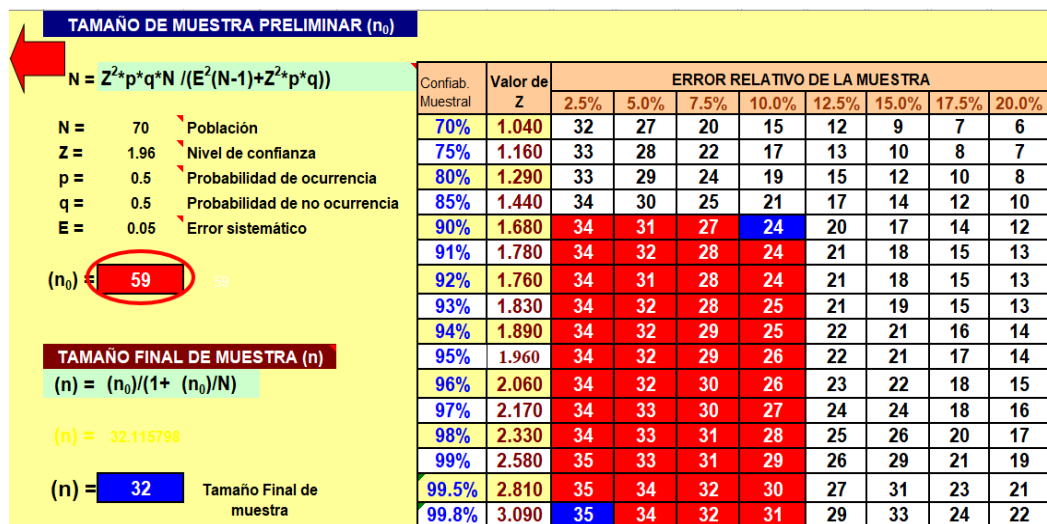 TAMAÑO DE MUESTRA PRELIMINAR (n₀)
N = Z²*p*q*N /(E²(N-1)+Z²*p*q))
N = 70 Población
Z = 1.96 Nivel de confianza
p = 0.5 Probabilidad de ocurrencia
q = 0.5 Probabilidad de no ocurrencia
E = 0.05 Error sistemático
(n₀) = 59 59
TAMAÑO FINAL DE MUESTRA (n)
(n) = (n₀)/(1+ (n₀)/N)
(n) = 32.115798
(n) = 32 Tamaño Final de
muestra
Confiab. Valor de ERROR RELATIVO DE LA MUESTRA
Muestral Z 2.5% 5.0% 7.5% 10.0% 12.5% 15.0% 17.5% 20.0%
70% 1.040 32 27 20 15 12 9 7 6
75% 1.160 33 28 22 17 13 10 8 7
80% 1.290 33 29 24 19 15 12 10 8
85% 1.440 34 30 25 21 17 14 12 10
90% 1.680 34 31 27 24 20 17 14 12
91% 1.780 34 32 28 24 21 18 15 13
92% 1.760 34 31 28 24 21 18 15 13
93% 1.830 34 32 28 25 21 19 15 13
94% 1.890 34 32 29 25 22 21 16 14
95% 1.960 34 32 29 26 22 21 17 14
96% 2.060 34 32 30 26 23 22 18 15
97% 2.170 34 33 30 27 24 24 18 16
98% 2.330 34 33 31 28 25 26 20 17
99% 2.580 35 33 31 29 26 29 21 19
99.5% 2.810 35 34 32 30 27 31 23 21
99.8% 3.090 35 34 32 31 29 33 24 22